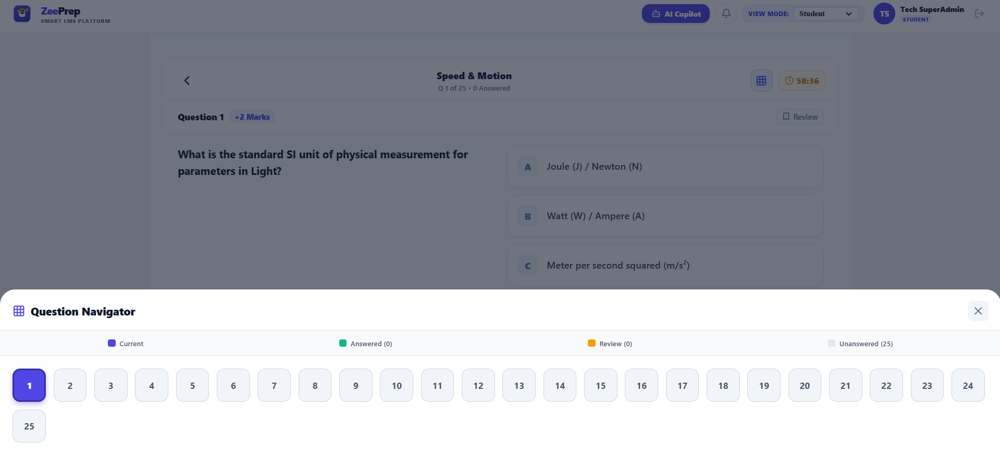 ZeePrep
SMART LMS PLATFORM
AI Copilot
VIEW MODE: Student
TS
Tech SuperAdmin
STUDENT
Speed & Motion
Q 1 of 25 • 0 Answered
58:36
Question 1 +2 Marks
Review
What is the standard SI unit of physical measurement for
parameters in Light?
A Joule (J) / Newton (N)
B Watt (W) / Ampere (A)
C Meter per second squared (m/s²)
Question Navigator
Current Answered (0) Review (0) Unanswered (25)
1 2 3 4 5 6 7 8 9 10 11 12 13 14 15 16 17 18 19 20 21 22 23 24
25